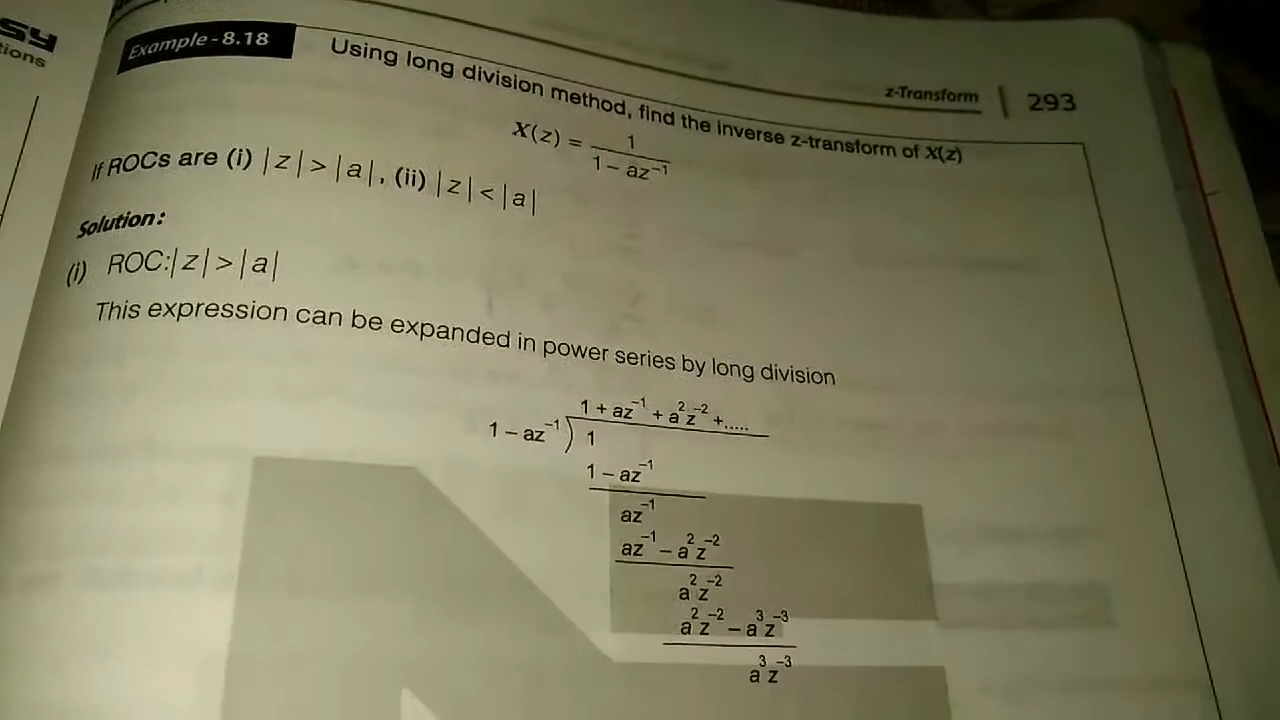 sy
tions
z-Transform | 293
Example - 8.18 Using long division method, find the inverse z-transform of X(z)
X(z) = 1 / (1 – az⁻¹)
If ROCs are (i) |z| > |a|, (ii) |z| < |a|
Solution:
(i) ROC:|z| > |a|
This expression can be expanded in power series by long division
1 + az⁻¹ + a²z⁻² + .....
1 – az⁻¹ ) 1
1 – az⁻¹
az⁻¹
az⁻¹ – a²z⁻²
a²z⁻²
a²z⁻² – a³z⁻³
a³z⁻³